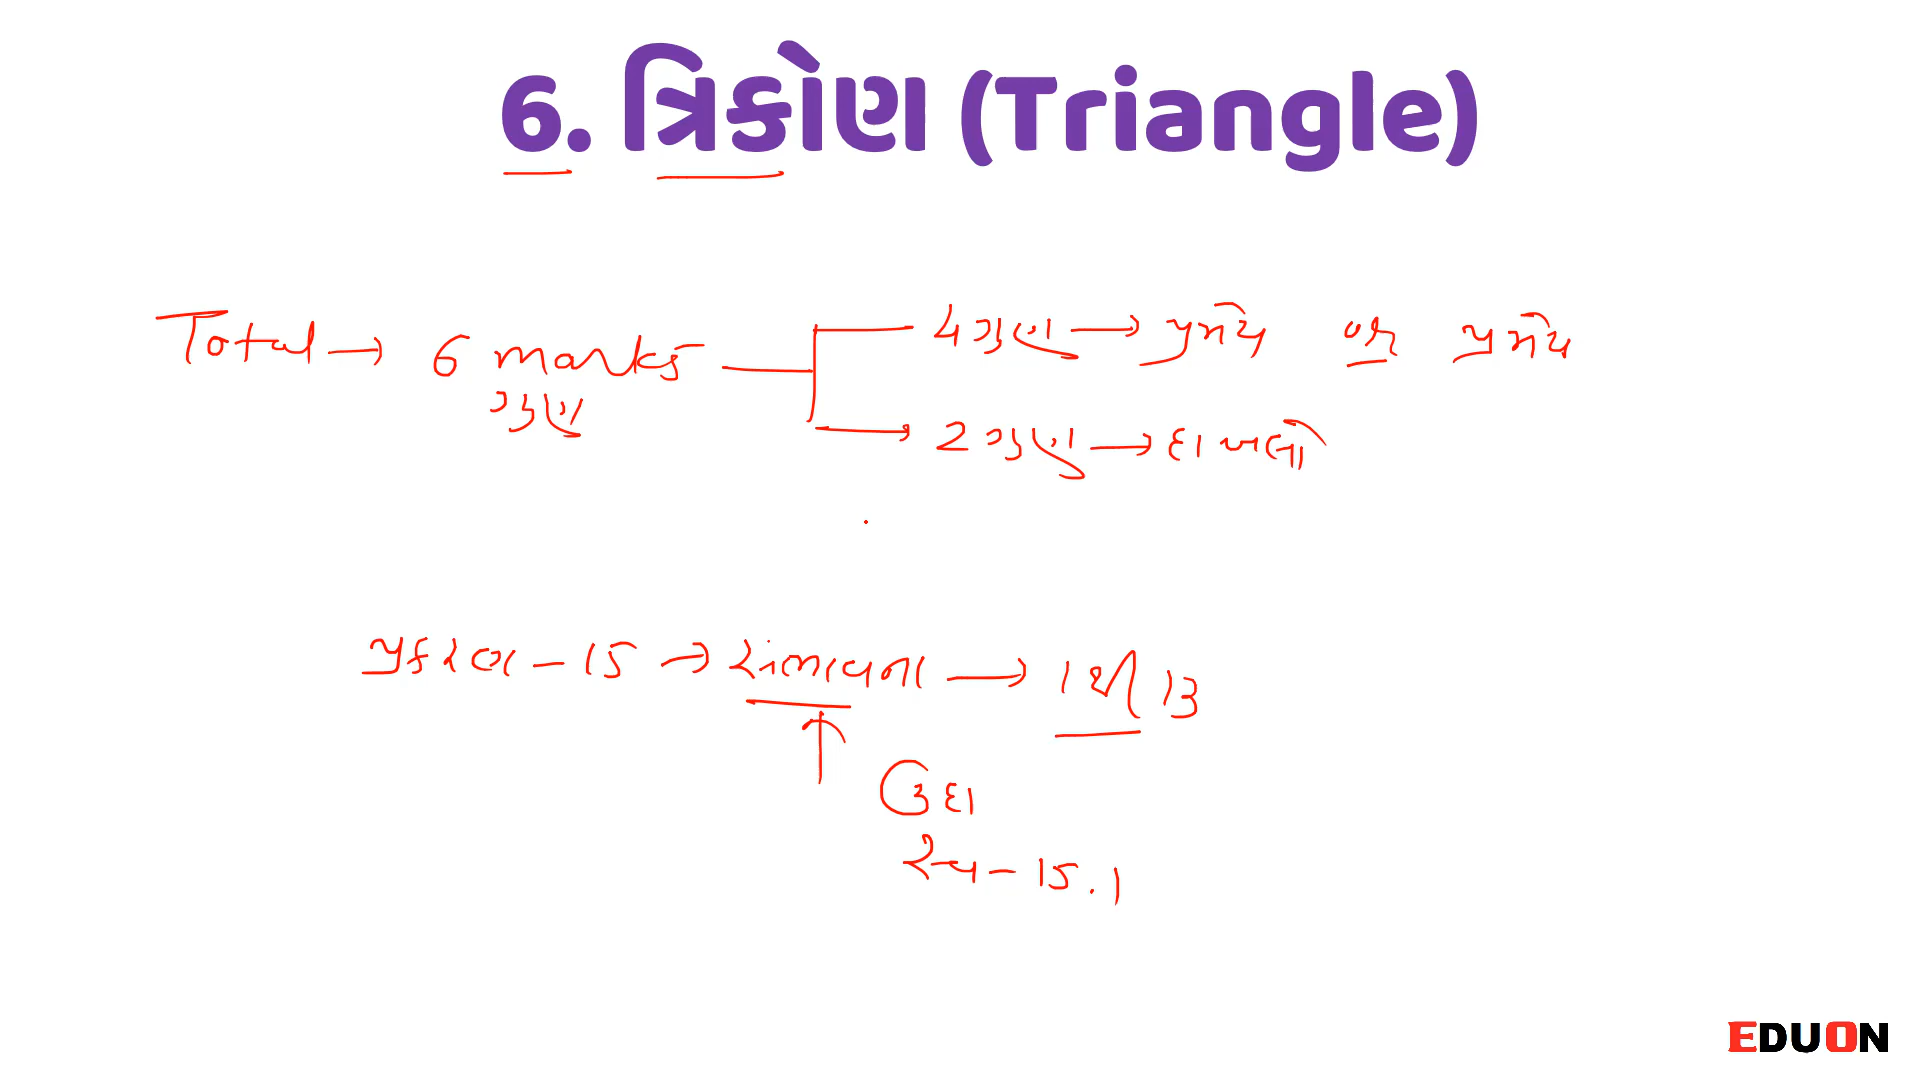 6. ત્રિકોણ (Triangle)
Total → 6 marks
ગુણ
4 ગુણ → પ્રમેય or પ્રમેય
2 ગુણ → દાખલો
પ્રકરણ - 15 → સંભાવના → 1 થી 13
ઉદા
સ્વ - 15.1
EDUON